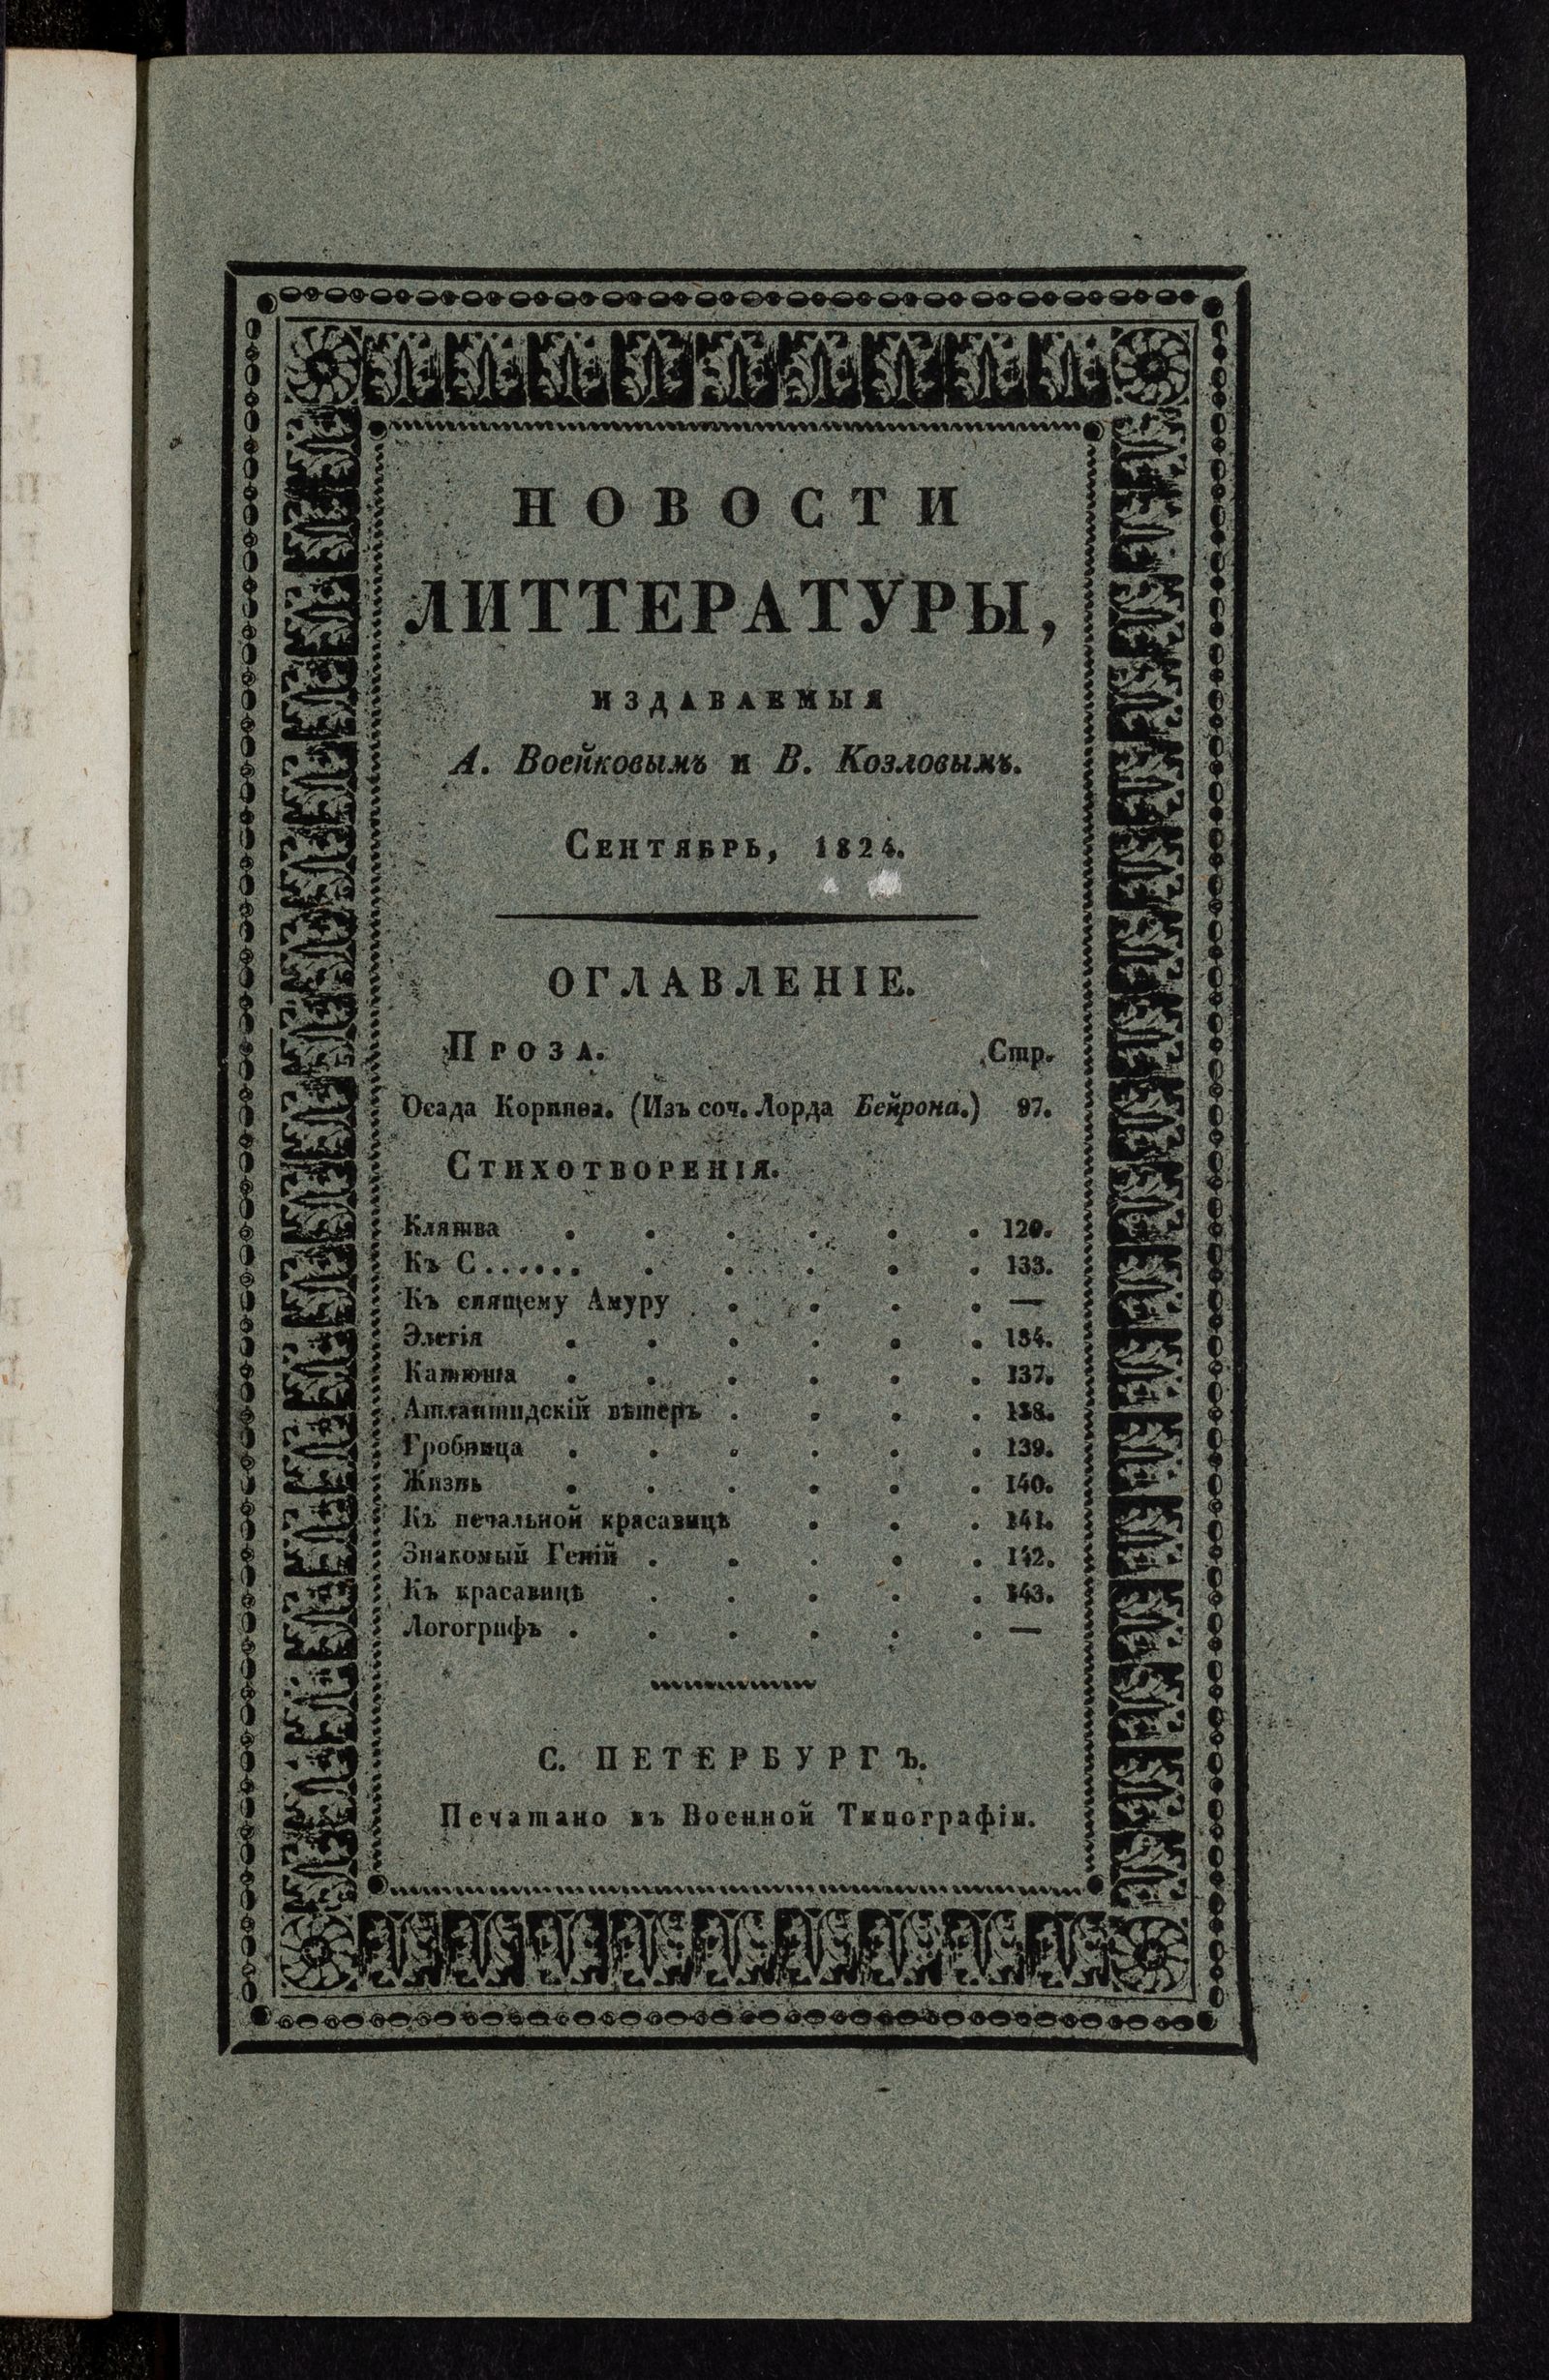 НОВОСТИ
ЛИТТЕРАТУРЫ,
ИЗДАВАЕМЫЯ
А. Воейковымъ и В. Козловымъ.
Сентябрь, 1824.
ОГЛАВЛЕНІЕ.
Проза. Стр.
Осада Коринѳа. (Изъ соч. Лорда Бейрона.) 97.
Стихотворенія.
Клятва . . . . . . 129.
Къ С...... . . . . . 133.
Къ спящему Амуру . . . . —
Элегія . . . . . . 134.
Катюша . . . . . . 137.
Атлантидскій вѣтеръ . . . . 138.
Гробница . . . . . . 139.
Жизнь . . . . . . 140.
Къ печальной красавицѣ . . . 141.
Знакомый Геній . . . . . 142.
Къ красавицѣ . . . . . 143.
Логогрифъ . . . . . . —
С. ПЕТЕРБУРГЪ.
Печатано въ Военной Типографіи.